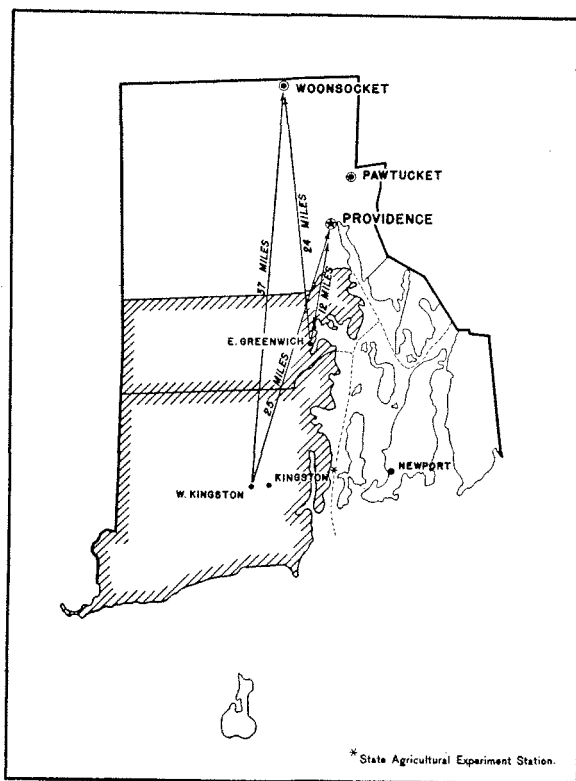 WOONSOCKET
PAWTUCKET
PROVIDENCE
37 MILES
24 MILES
12 MILES
E. GREENWICH
25 MILES
W. KINGSTON
KINGSTON *
NEWPORT
* State Agricultural Experiment Station.